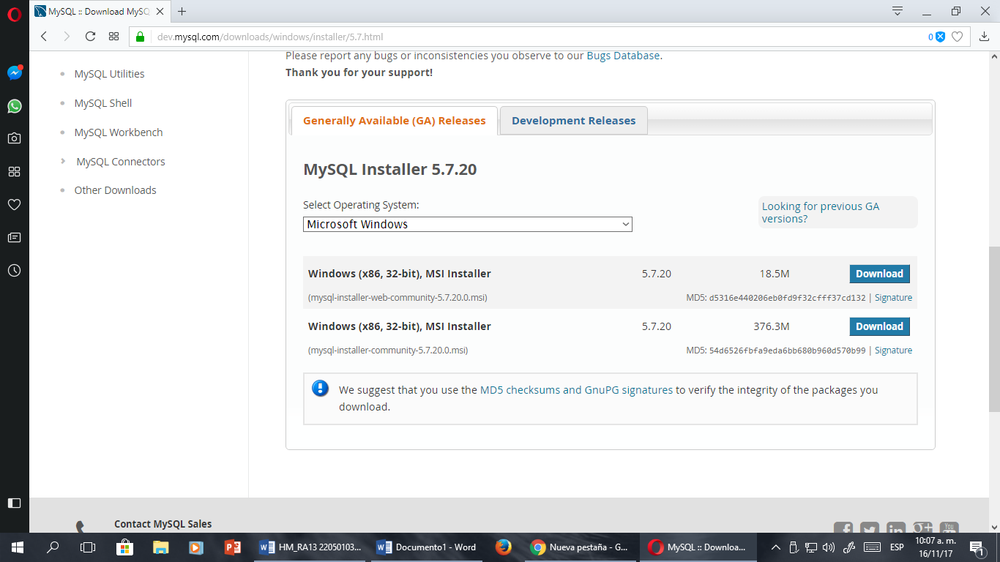 MySQL :: Download MySQ
dev.mysql.com/downloads/windows/installer/5.7.html
0
Please report any bugs or inconsistencies you observe to our Bugs Database.
Thank you for your support!
MySQL Utilities
MySQL Shell
MySQL Workbench
MySQL Connectors
Other Downloads
Generally Available (GA) Releases
Development Releases
MySQL Installer 5.7.20
Select Operating System:
Microsoft Windows
Looking for previous GA
versions?
Windows (x86, 32-bit), MSI Installer 5.7.20 18.5M Download
(mysql-installer-web-community-5.7.20.0.msi) MD5: d5316e440206eb0fd9f32cfff37cd132 | Signature
Windows (x86, 32-bit), MSI Installer 5.7.20 376.3M Download
(mysql-installer-community-5.7.20.0.msi) MD5: 54d6526fbfa9eda6bb680b960d570b99 | Signature
We suggest that you use the MD5 checksums and GnuPG signatures to verify the integrity of the packages you
download.
Contact MySQL Sales
HM_RA13 22050103...
Documento1 - Word
Nueva pestaña - G...
MySQL :: Downloa...
ESP
10:07 a. m.
16/11/17
1